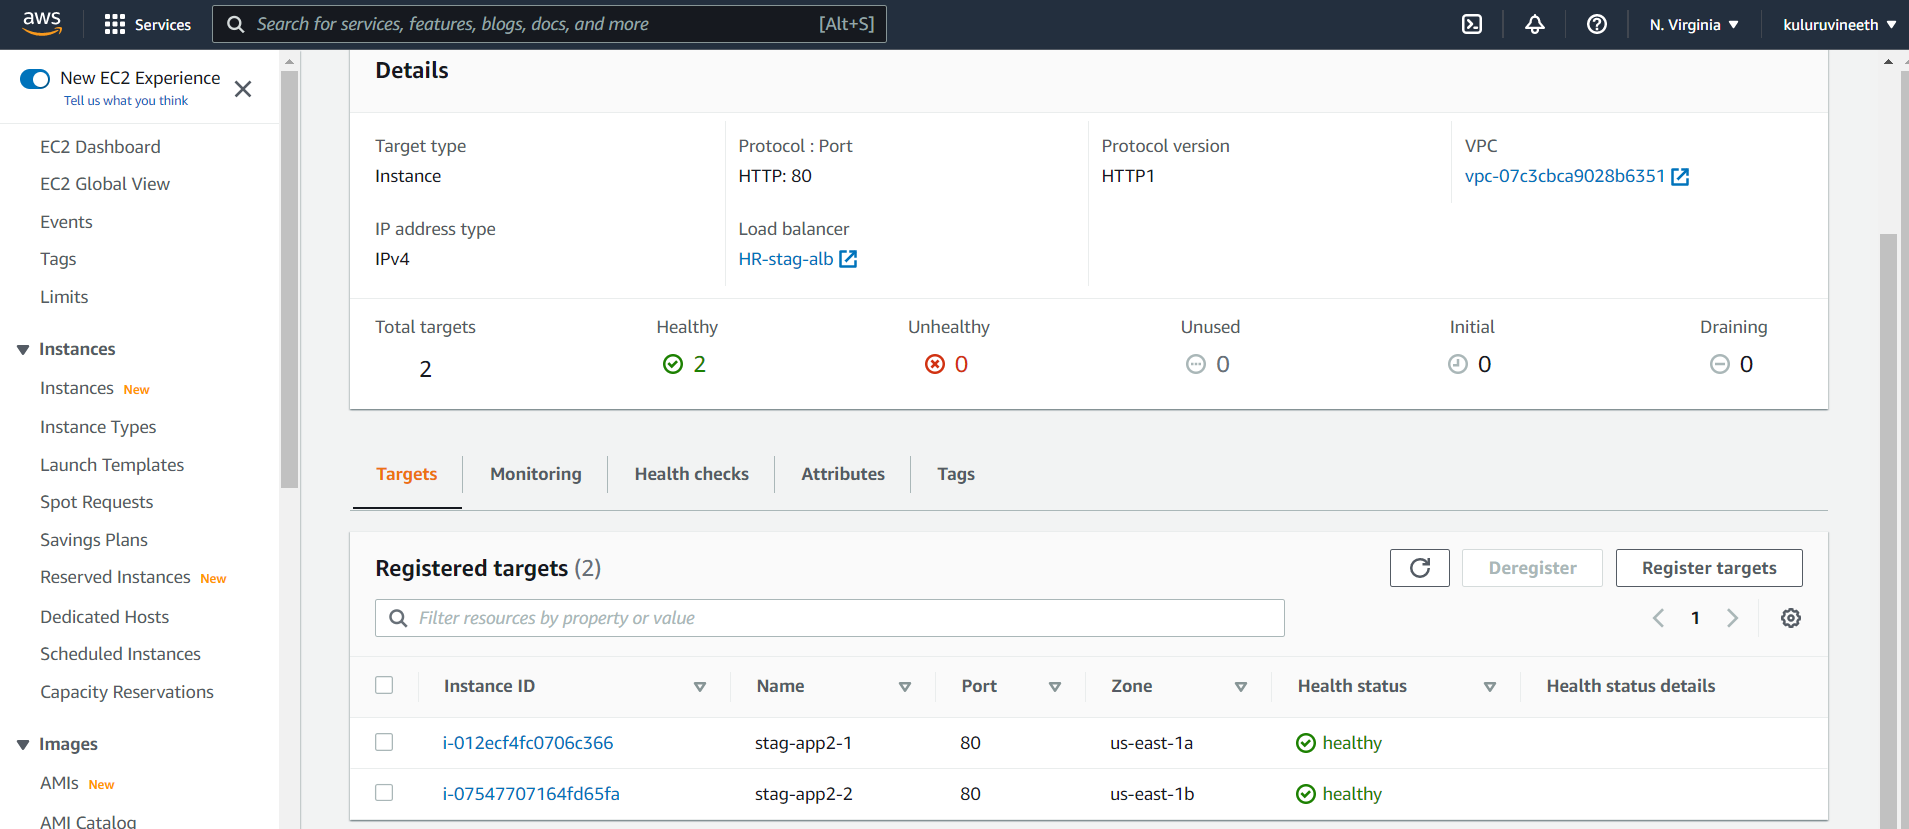 aws
Services
Search for services, features, blogs, docs, and more
[Alt+S]
N. Virginia
kuluruvineeth
New EC2 Experience
Tell us what you think
EC2 Dashboard
EC2 Global View
Events
Tags
Limits
Instances
Instances New
Instance Types
Launch Templates
Spot Requests
Savings Plans
Reserved Instances New
Dedicated Hosts
Scheduled Instances
Capacity Reservations
Images
AMIs New
AMI Catalog
Details
Target type
Instance
Protocol : Port
HTTP: 80
Protocol version
HTTP1
VPC
vpc-07c3cbca9028b6351
IP address type
IPv4
Load balancer
HR-stag-alb
Total targets
2
Healthy
2
Unhealthy
0
Unused
0
Initial
0
Draining
0
Targets
Monitoring
Health checks
Attributes
Tags
Registered targets (2)
Deregister
Register targets
Filter resources by property or value
1
Instance ID
Name
Port
Zone
Health status
Health status details
i-012ecf4fc0706c366
stag-app2-1
80
us-east-1a
healthy
i-07547707164fd65fa
stag-app2-2
80
us-east-1b
healthy